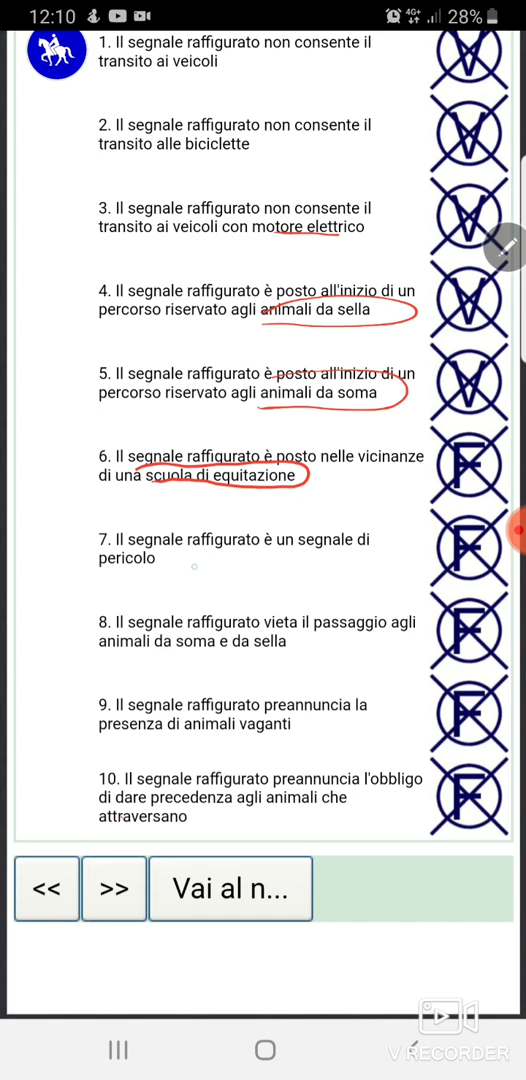 12:10 4G+ 28%
1. Il segnale raffigurato non consente il
transito ai veicoli
V
2. Il segnale raffigurato non consente il
transito alle biciclette
V
3. Il segnale raffigurato non consente il
transito ai veicoli con motore elettrico
V
4. Il segnale raffigurato è posto all'inizio di un
percorso riservato agli animali da sella
V
5. Il segnale raffigurato è posto all'inizio di un
percorso riservato agli animali da soma
V
6. Il segnale raffigurato è posto nelle vicinanze
di una scuola di equitazione
F
7. Il segnale raffigurato è un segnale di
pericolo
F
8. Il segnale raffigurato vieta il passaggio agli
animali da soma e da sella
F
9. Il segnale raffigurato preannuncia la
presenza di animali vaganti
F
10. Il segnale raffigurato preannuncia l'obbligo
di dare precedenza agli animali che
attraversano
F
<< >> Vai al n...
V RECORDER